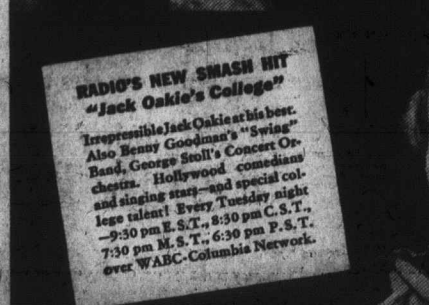 RADIO'S NEW SMASH HIT
"Jack Oakie's College"
Irrepressible Jack Oakie at his best.
Also Benny Goodman's "Swing"
Band, George Stoll's Concert Or-
chestra. Hollywood comedians
and singing stars—and special col-
lege talent! Every Tuesday night
—9:30 pm E.S.T., 8:30 pm C.S.T.,
7:30 pm M.S.T., 6:30 pm P.S.T.
over WABC-Columbia Network.